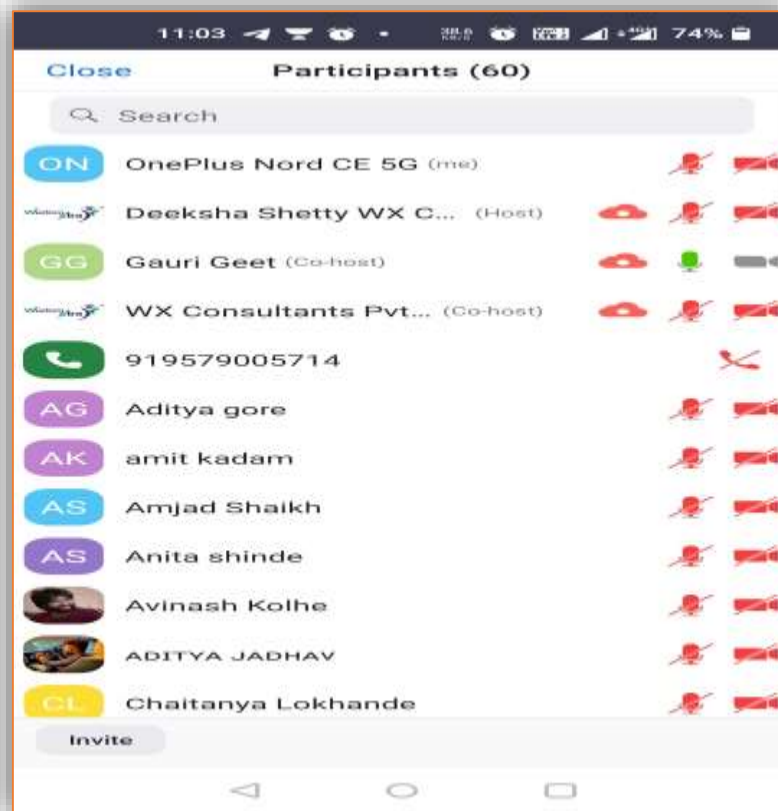 11:03 74%
Close Participants (60)
Search
ON OnePlus Nord CE 5G (me)
Deeksha Shetty WX C... (Host)
GG Gauri Geet (Co-host)
WX Consultants Pvt... (Co-host)
919579005714
AG Aditya gore
AK amit kadam
AS Amjad Shaikh
AS Anita shinde
Avinash Kolhe
ADITYA JADHAV
CL Chaitanya Lokhande
Invite